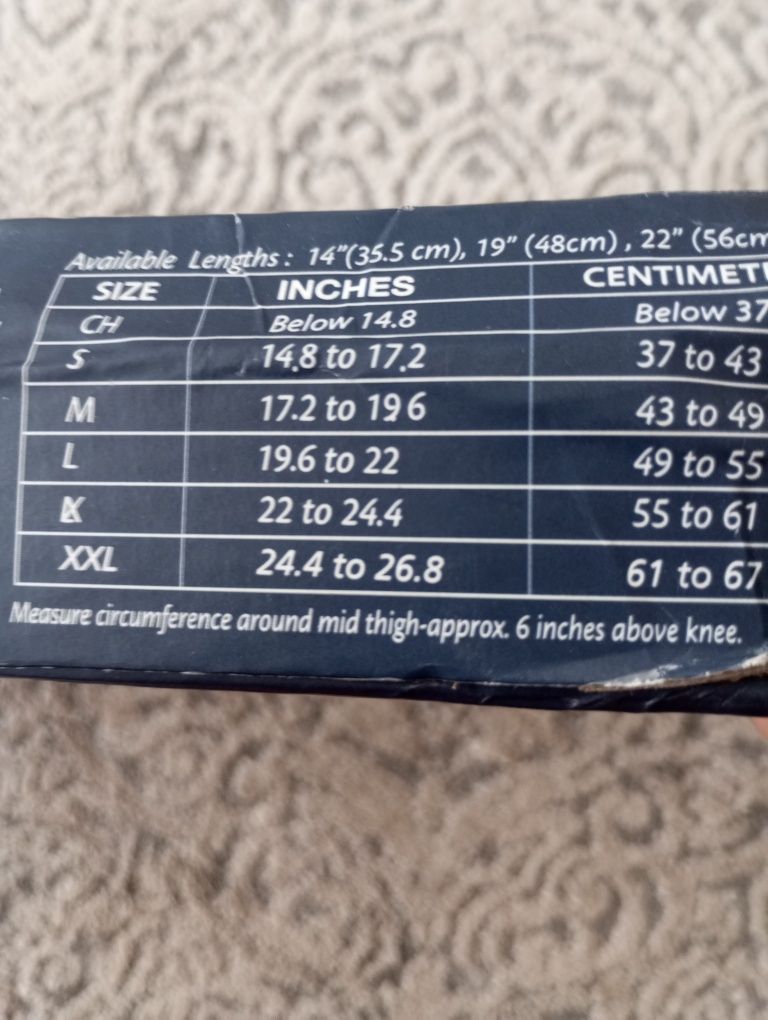 Available Lengths : 14"(35.5 cm), 19" (48cm) , 22" (56cm
SIZE INCHES CENTIMET
CH Below 14.8 Below 37
S 14.8 to 17.2 37 to 43
M 17.2 to 19 6 43 to 49
L 19.6 to 22 49 to 55
22 to 24.4 55 to 61
XXL 24.4 to 26.8 61 to 67
Measure circumference around mid thigh-approx. 6 inches above knee.